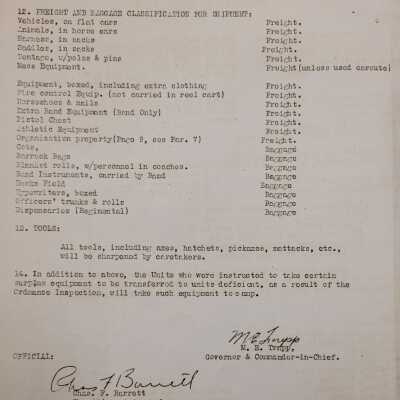 12. FREIGHT AND BAGGAGE CLASSIFICATION FOR SHIPMENT:
Vehicles, on flat cars Freight.
Animals, in horse cars Freight.
Harness, in sacks Freight.
Saddles, in sacks Freight.
Tentage, w/poles & pins Freight.
Mess Equipment. Freight(unless used enroute)
Equipment, boxed, including extra clothing Freight.
Fire control Equip. (not carried in reel cart) Freight.
Horseshoes & nails Freight.
Extra Band Equipment (Band Only) Freight.
Pistol Chest Freight.
Athletic Equipment Freight.
Organization property(Page 8, see Par. 7) Freight.
Cots, Baggage
Barrack Bags Baggage
Blanket rolls, w/personnel in coaches. Baggage
Band Instruments, carried by Band Baggage
Desks Field Baggage
Typewriters, boxed Baggage
Officers' trunks & rolls Baggage
Dispensaries (Regimental) Baggage
13. TOOLS:
All tools, including axes, hatchets, pickaxes, mattacks, etc.,
will be sharpened by caretakers.
14. In addition to above, the Units who were instructed to take certain
surplus equipment to be transferred to units deficient, as a result of the
Ordnance Inspection, will take such equipment to camp.
M E Trapp
M. E. Trapp.
OFFICIAL: Governor & Commander-in-Chief.
Chas F Barrett
Chas. F. Barrett